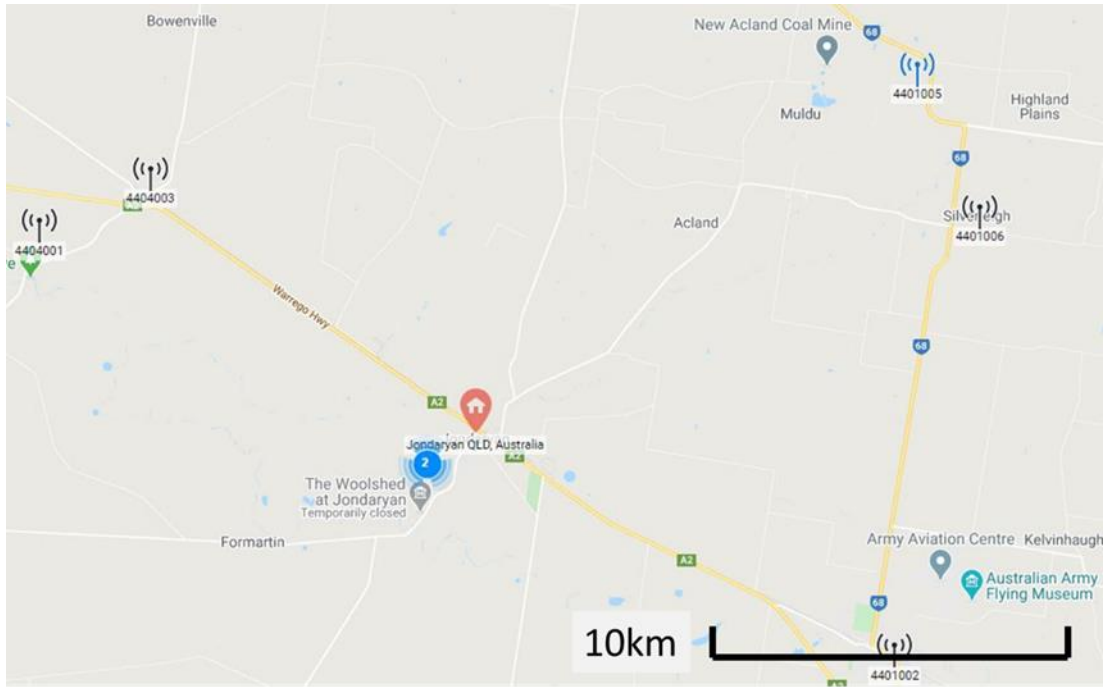 Bowenville
New Acland Coal Mine
68
4401005
Muldu
Highland
Plains
68
4404003
A2
4404001
Silverleigh
4401006
Acland
Warrego Hwy
68
A2
Jondaryan QLD, Australia
A2
2
The Woolshed
at Jondaryan
Temporarily closed
Formartin
Army Aviation Centre
Kelvinhaugh
A2
Australian Army
Flying Museum
68
10km
4401002
A2